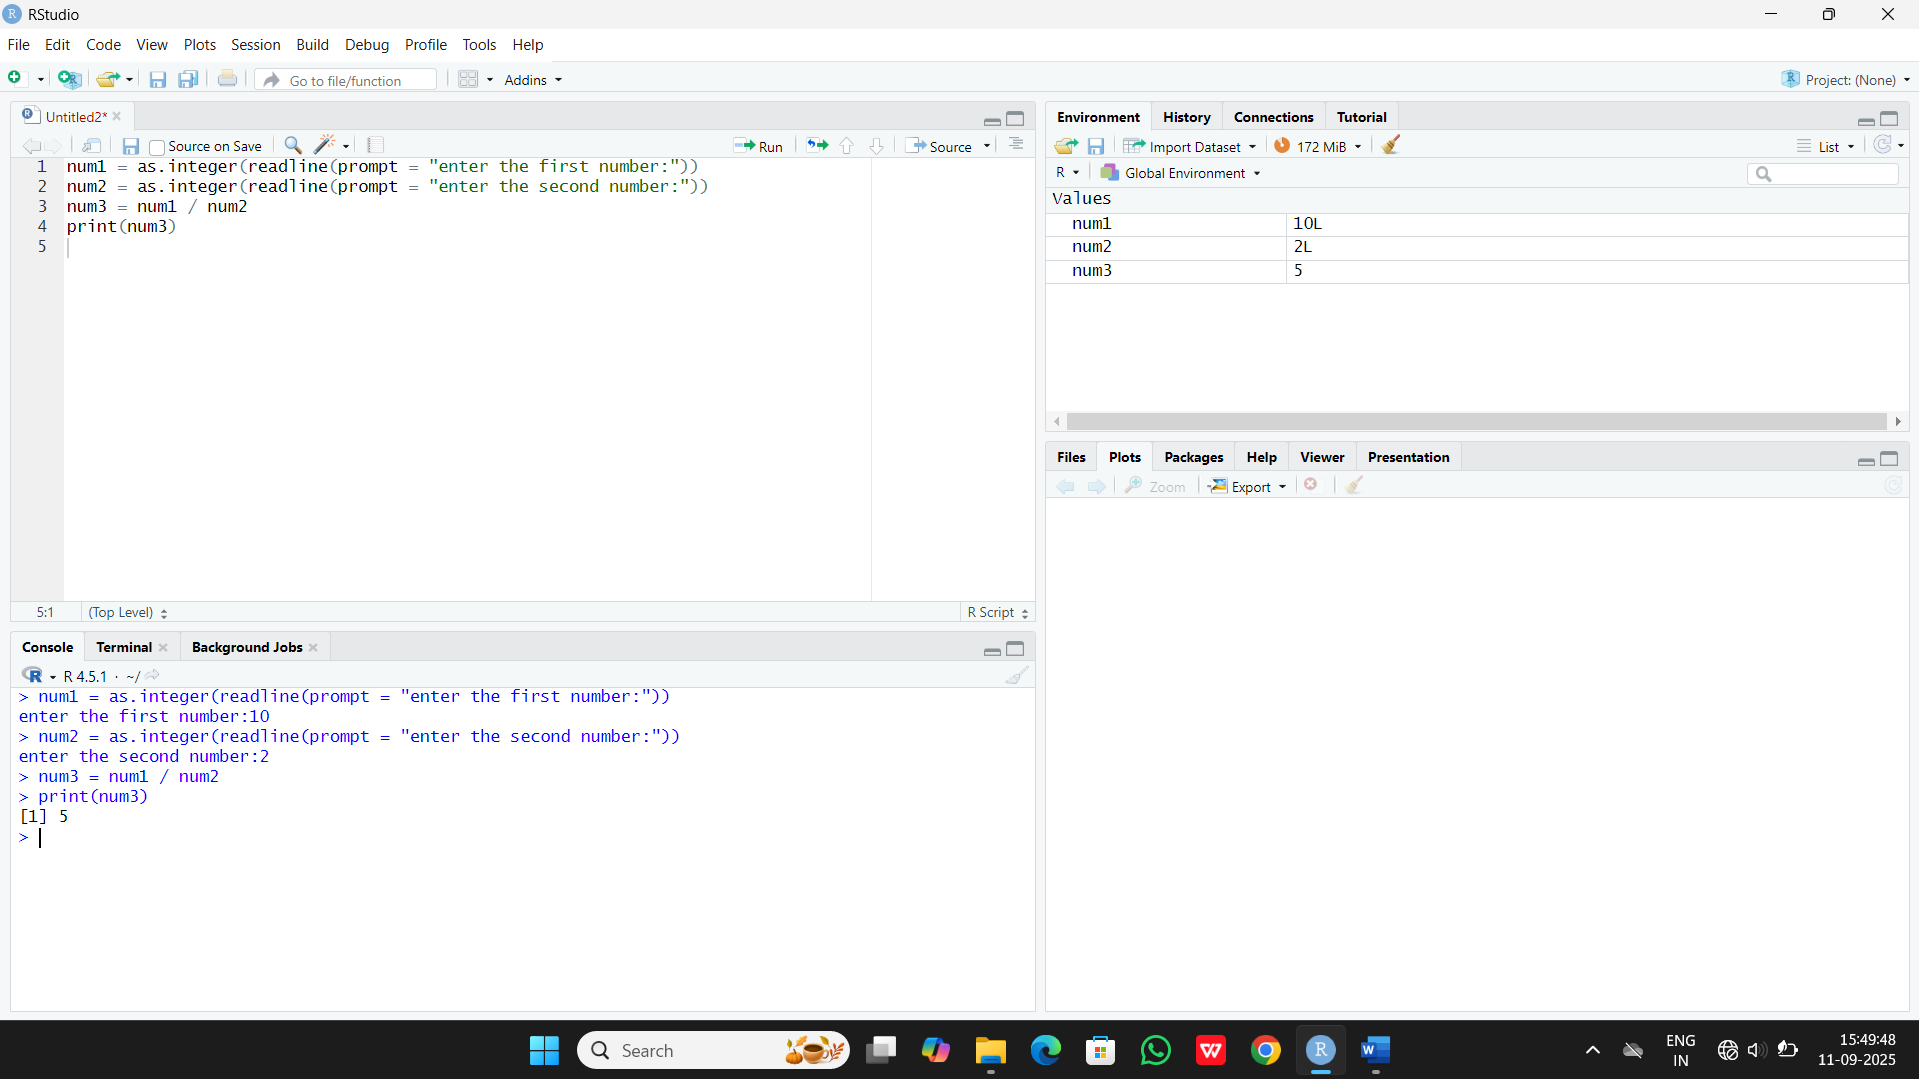 RStudio
File Edit Code View Plots Session Build Debug Profile Tools Help
Go to file/function Addins Project: (None)
Untitled2*
Source on Save Run Source
1 num1 = as.integer(readline(prompt = "enter the first number:"))
2 num2 = as.integer(readline(prompt = "enter the second number:"))
3 num3 = num1 / num2
4 print(num3)
5
5:1 (Top Level) R Script
Console Terminal Background Jobs
R 4.5.1 · ~/
> num1 = as.integer(readline(prompt = "enter the first number:"))
enter the first number:10
> num2 = as.integer(readline(prompt = "enter the second number:"))
enter the second number:2
> num3 = num1 / num2
> print(num3)
[1] 5
>
Environment History Connections Tutorial
Import Dataset 172 MiB List
R Global Environment
Values
num1 10L
num2 2L
num3 5
Files Plots Packages Help Viewer Presentation
Zoom Export
Search
ENG
IN
15:49:48
11-09-2025